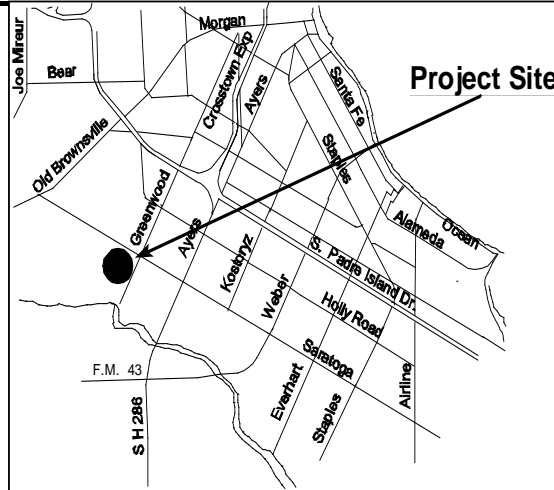 Morgan
Joe Mireur
Bear
Crosstown Exp
Ayers
Santa Fe
Project Site
Old Brownsville
Staples
Greenwood
Ayers
Kostoryz
Weber
Alameda
Ocean
S. Padre Island Dr.
Holly Road
Saratoga
F.M. 43
S H 286
Everhart
Staples
Airline